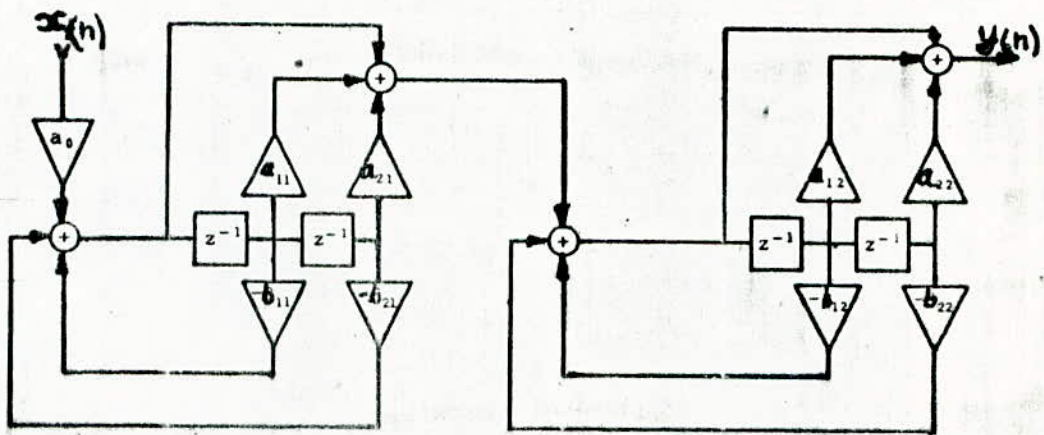 x(n)
y(n)
a₀
a₁₁
a₂₁
a₁₂
a₂₂
+
+
+
+
z⁻¹
z⁻¹
z⁻¹
z⁻¹
-b₁₁
-b₂₁
-b₁₂
-b₂₂